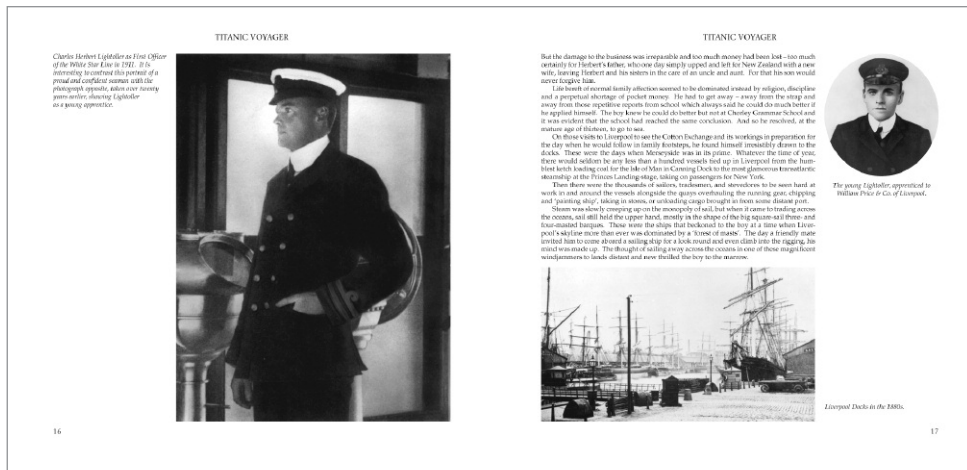 TITANIC VOYAGER
Charles Herbert Lightoller as First Officer
of the White Star Line in 1911. It is
interesting to contrast this portrait of a
proud and confident seaman with the
photograph opposite, taken over twenty
years earlier, showing Lightoller
as a young apprentice.
16
TITANIC VOYAGER
But the damage to the business was irreparable and too much money had been lost – too much
certainly for Herbert's father, who one day simply upped and left for New Zealand with a new
wife, leaving Herbert and his sisters in the care of an uncle and aunt. For that his son would
never forgive him.
Life bereft of normal family affection seemed to be dominated instead by religion, discipline
and a perpetual shortage of pocket money. He had to get away – away from the strap and
away from those repetitive reports from school which always said he could do much better if
he applied himself. The boy knew he could do better but not at Chorley Grammar School and
it was evident that the school had reached the same conclusion. And so he resolved, at the
mature age of thirteen, to go to sea.
On those visits to Liverpool to see the Cotton Exchange and its workings in preparation for
the day when he would follow in family footsteps, he found himself irresistibly drawn to the
docks. These were the days when Merseyside was in its prime. Whatever the time of year,
there would seldom be any less than a hundred vessels tied up in Liverpool from the hum-
blest ketch loading coal for the Isle of Man in Canning Dock to the most glamorous transatlantic
steamship at the Princes Landing-stage, taking on passengers for New York.
Then there were the thousands of sailors, tradesmen, and stevedores to be seen hard at
work in and around the vessels alongside the quays overhauling the running gear, chipping
and 'painting ship', taking in stores, or unloading cargo brought in from some distant port.
Steam was slowly creeping up on the monopoly of sail, but when it came to trading across
the oceans, sail still held the upper hand, mostly in the shape of the big square-sail three- and
four-masted barques. These were the ships that beckoned to the boy at a time when Liver-
pool's skyline more than ever was dominated by a 'forest of masts'. The day a friendly mate
invited him to come aboard a sailing ship for a look round and even climb into the rigging, his
mind was made up. The thought of sailing away across the oceans in one of these magnificent
windjammers to lands distant and new thrilled the boy to the marrow.
The young Lightoller, apprenticed to
William Price & Co. of Liverpool.
Liverpool Docks in the 1880s.
17